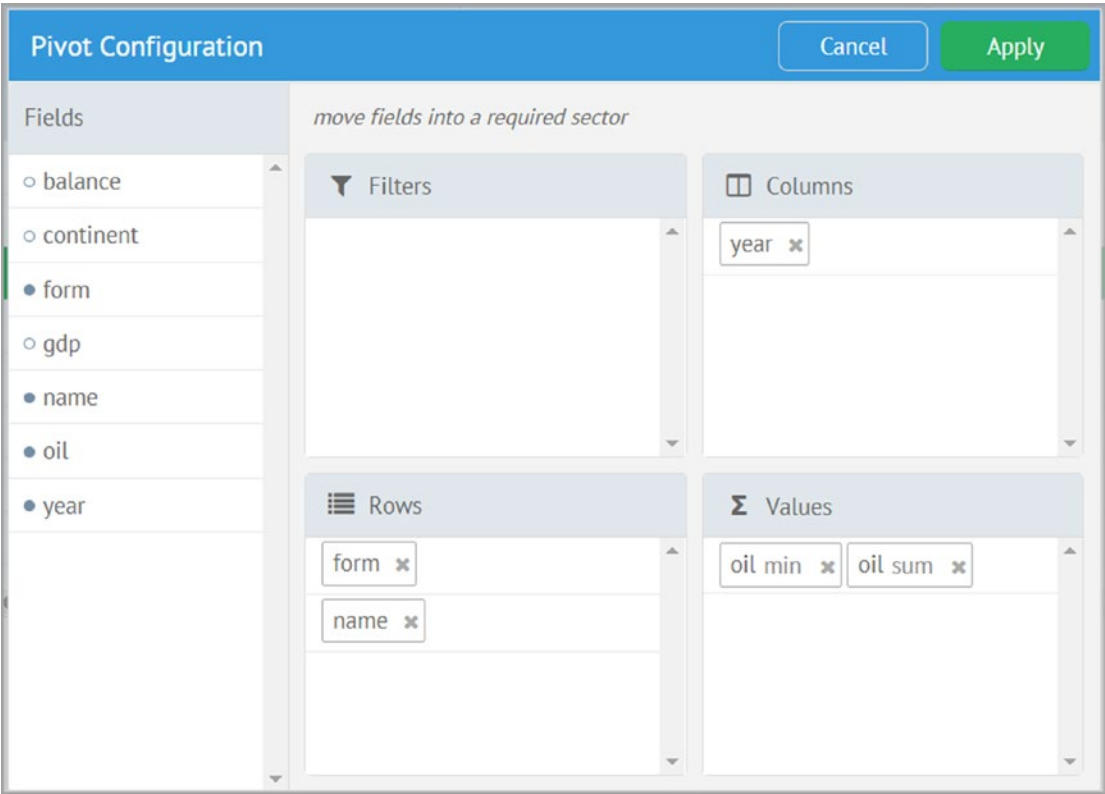 Pivot Configuration
Cancel
Apply
Fields
balance
continent
form
gdp
name
oil
year
move fields into a required sector
Filters
Columns
year
Rows
form
name
Values
oil min oil sum